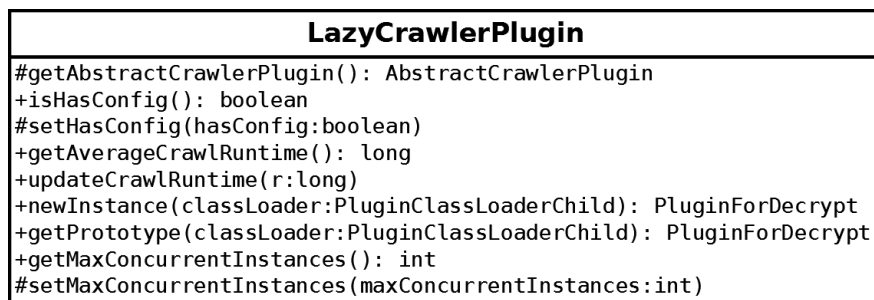 LazyCrawlerPlugin
#getAbstractCrawlerPlugin(): AbstractCrawlerPlugin
+isHasConfig(): boolean
#setHasConfig(hasConfig:boolean)
+getAverageCrawlRuntime(): long
+updateCrawlRuntime(r:long)
+newInstance(classLoader:PluginClassLoaderChild): PluginForDecrypt
+getPrototype(classLoader:PluginClassLoaderChild): PluginForDecrypt
+getMaxConcurrentInstances(): int
#setMaxConcurrentInstances(maxConcurrentInstances:int)